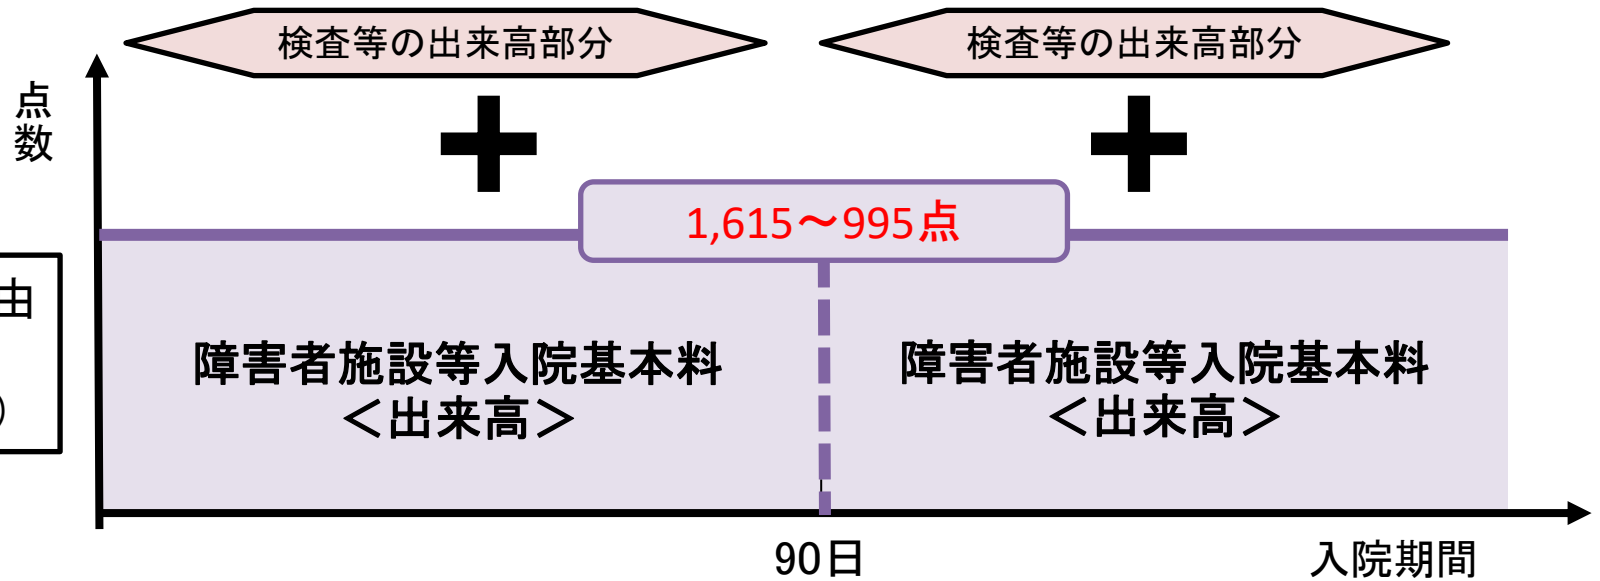 検査等の出来高部分
検査等の出来高部分
点数
1,615～995点
由
）
障害者施設等入院基本料
＜出来高＞
障害者施設等入院基本料
＜出来高＞
90日
入院期間